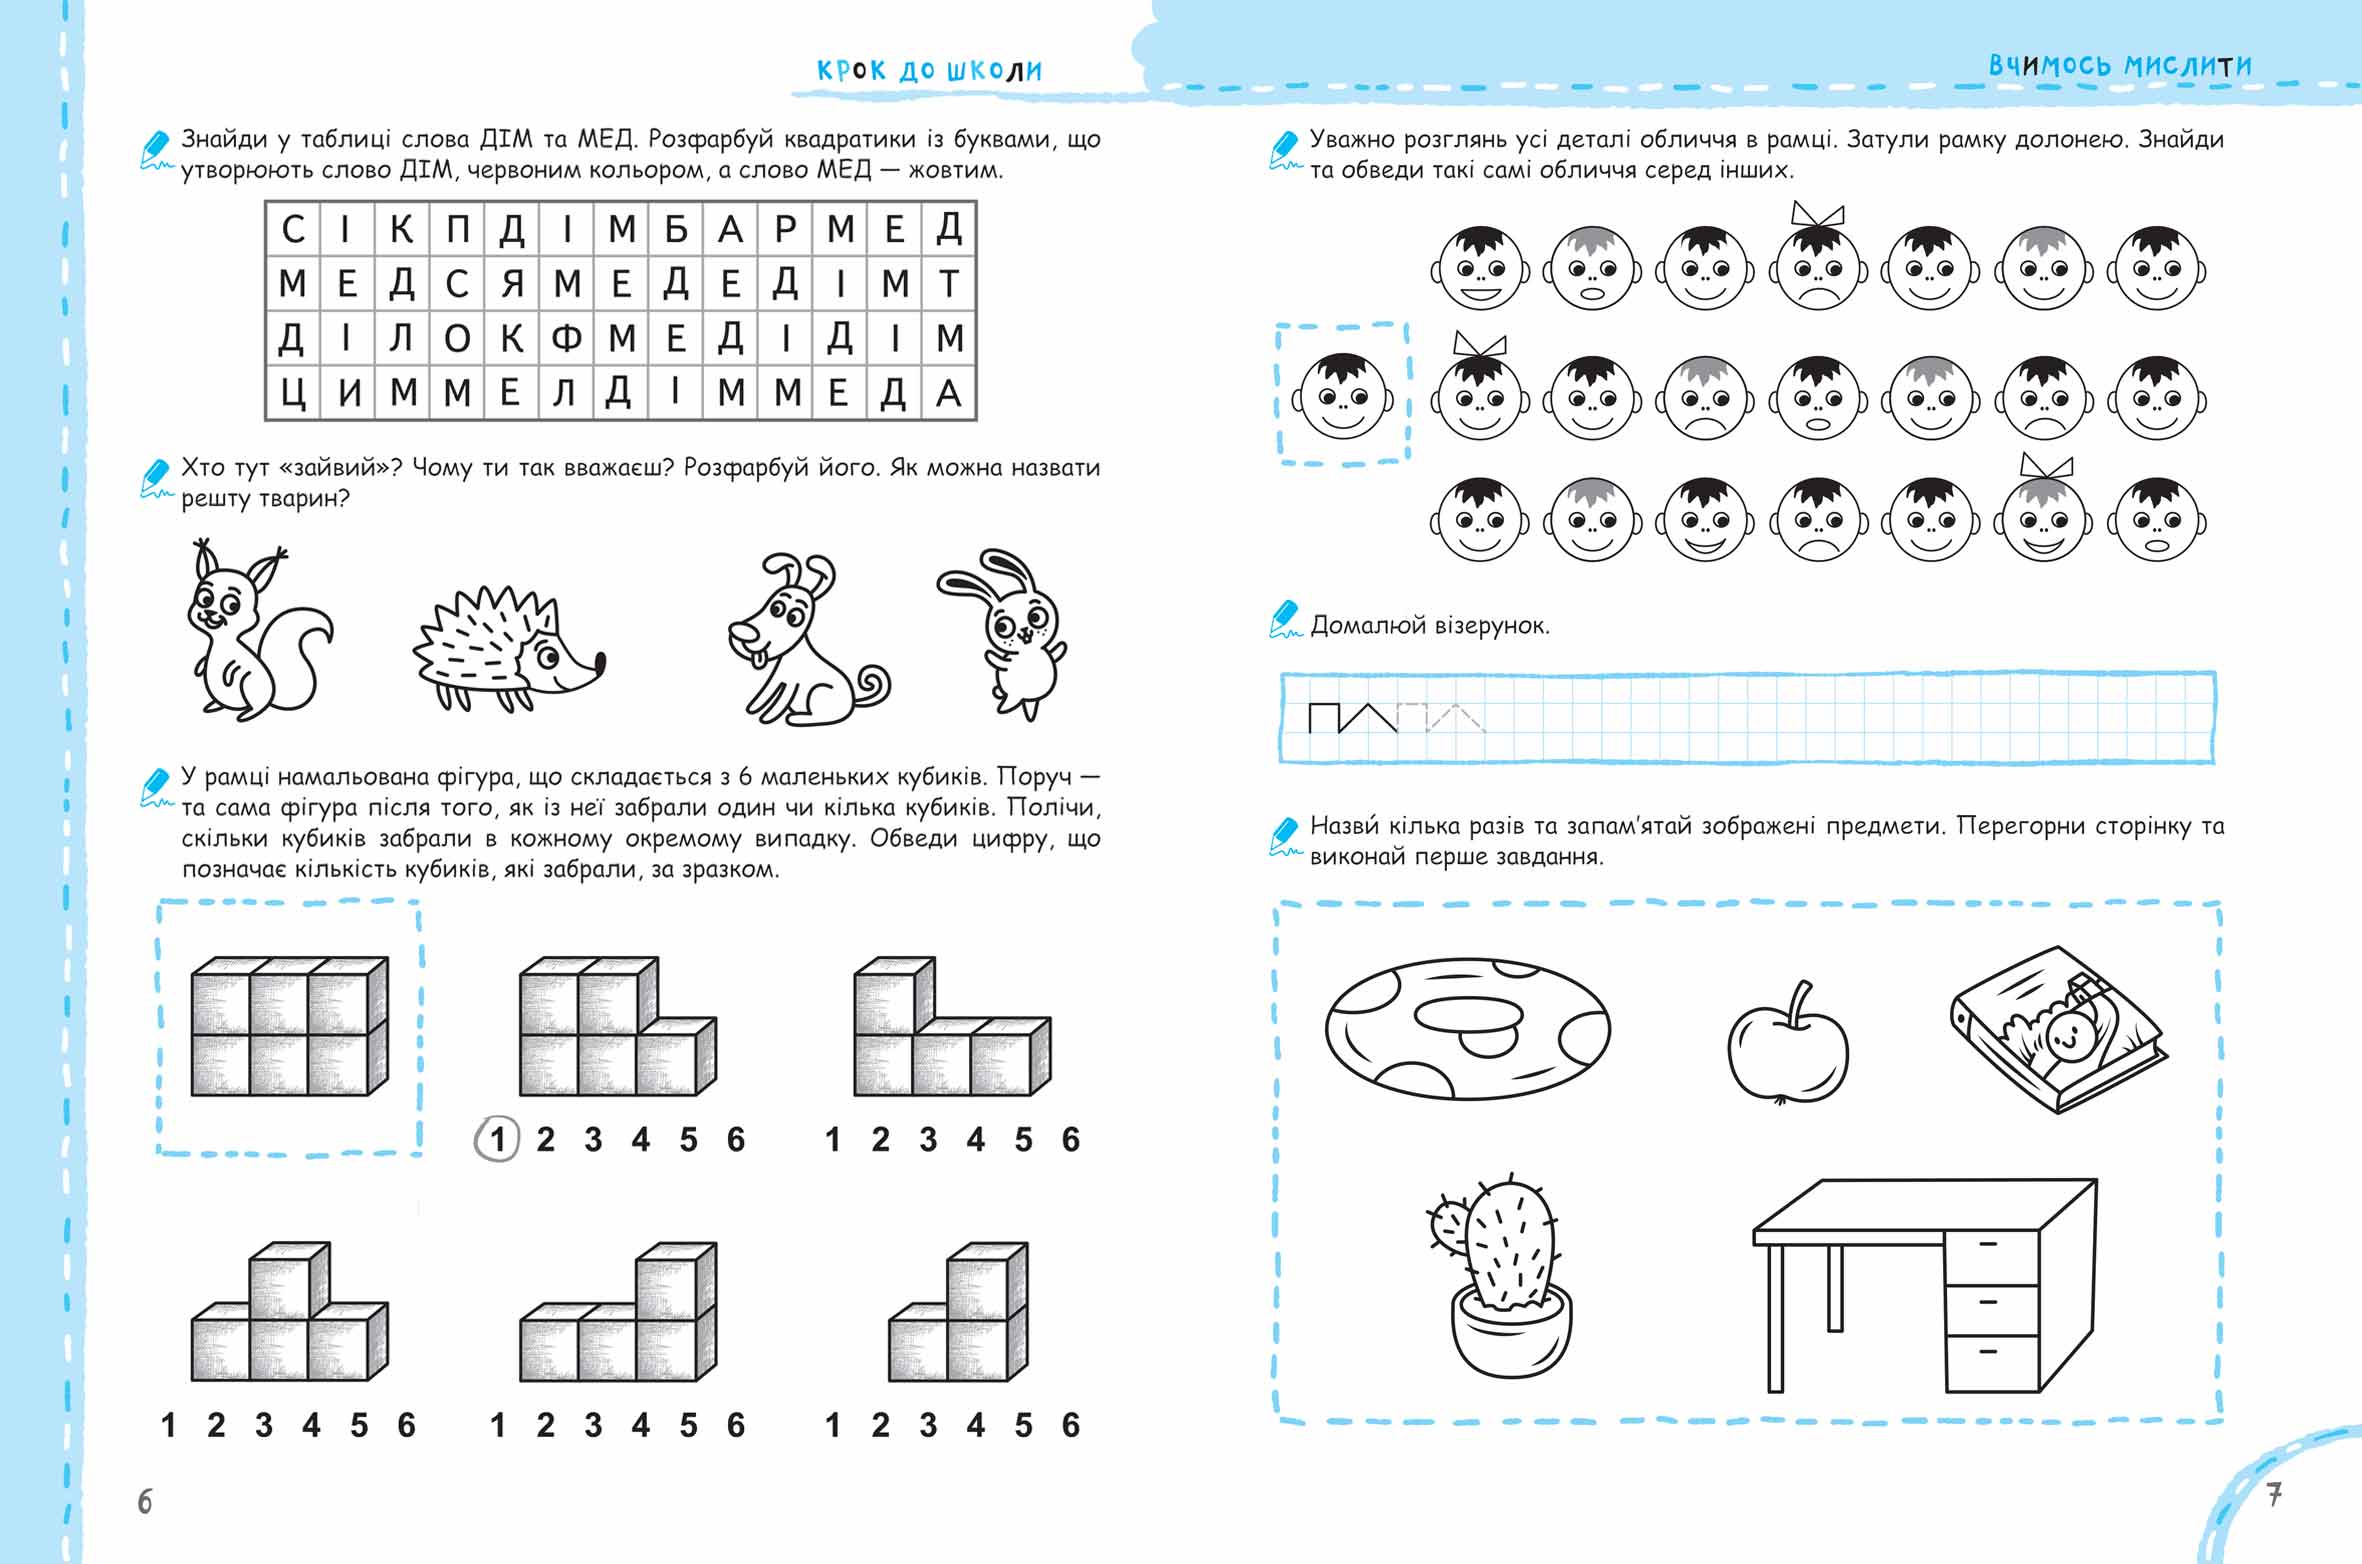 КРОК ДО ШКОЛИ
Знайди у таблиці слова ДІМ та МЕД. Розфарбуй квадратики із буквами, що
утворюють слово ДІМ, червоним кольором, а слово МЕД — жовтим.
С І К П Д І М Б А Р М Е Д
М Е Д С Я М Е Д Е Д І М Т
Д І Л О К Ф М Е Д І Д І М
Ц И М М Е Л Д І М М Е Д А
Хто тут «зайвий»? Чому ти так вважаєш? Розфарбуй його. Як можна назвати
решту тварин?
У рамці намальована фігура, що складається з 6 маленьких кубиків. Поруч —
та сама фігура після того, як із неї забрали один чи кілька кубиків. Полічи,
скільки кубиків забрали в кожному окремому випадку. Обведи цифру, що
позначає кількість кубиків, які забрали, за зразком.
1 2 3 4 5 6
1 2 3 4 5 6
1 2 3 4 5 6
1 2 3 4 5 6
1 2 3 4 5 6
6
ВЧИМОСЬ МИСЛИТИ
Уважно розглянь усі деталі обличчя в рамці. Затули рамку долонею. Знайди
та обведи такі самі обличчя серед інших.
Домалюй візерунок.
Назви́ кілька разів та запам’ятай зображені предмети. Перегорни сторінку та
виконай перше завдання.
7